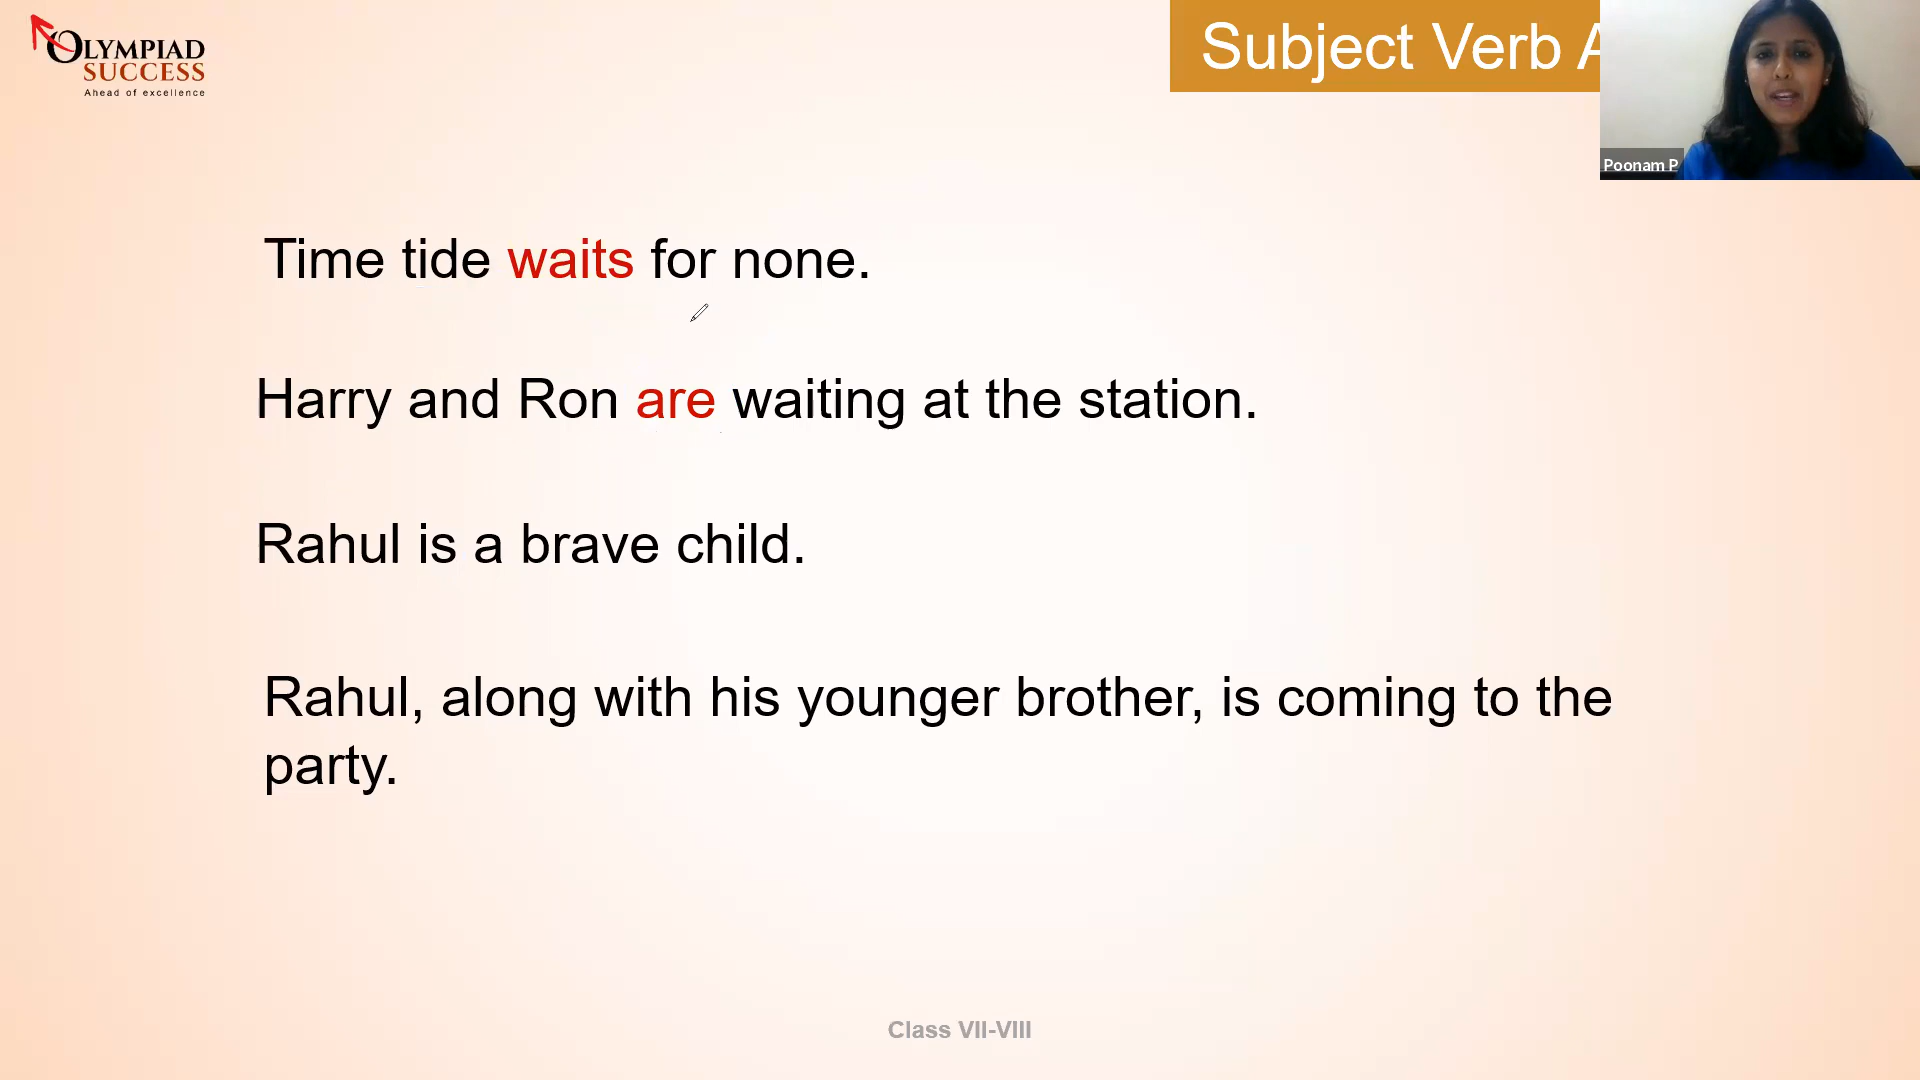 OLYMPIAD
SUCCESS
Ahead of excellence
Subject Verb A
Poonam P
Time tide waits for none.
Harry and Ron are waiting at the station.
Rahul is a brave child.
Rahul, along with his younger brother, is coming to the
party.
Class VII-VIII